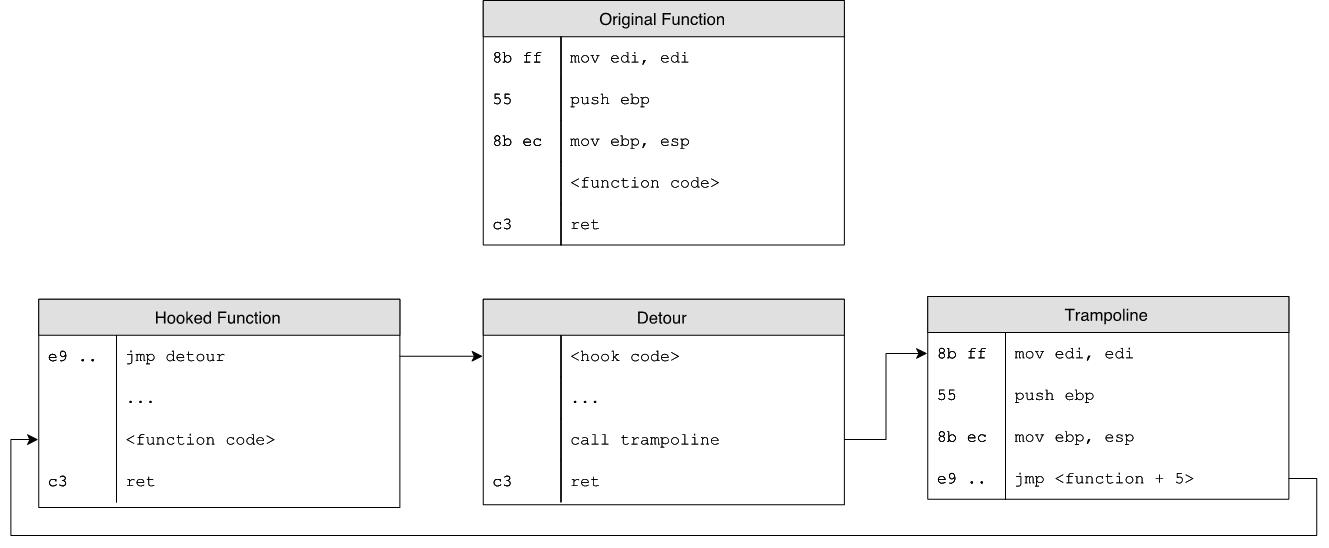 Original Function
8b ff mov edi, edi
55 push ebp
8b ec mov ebp, esp
<function code>
c3 ret
Hooked Function
e9 .. jmp detour
...
<function code>
c3 ret
Detour
<hook code>
...
call trampoline
c3 ret
Trampoline
8b ff mov edi, edi
55 push ebp
8b ec mov ebp, esp
e9 .. jmp <function + 5>